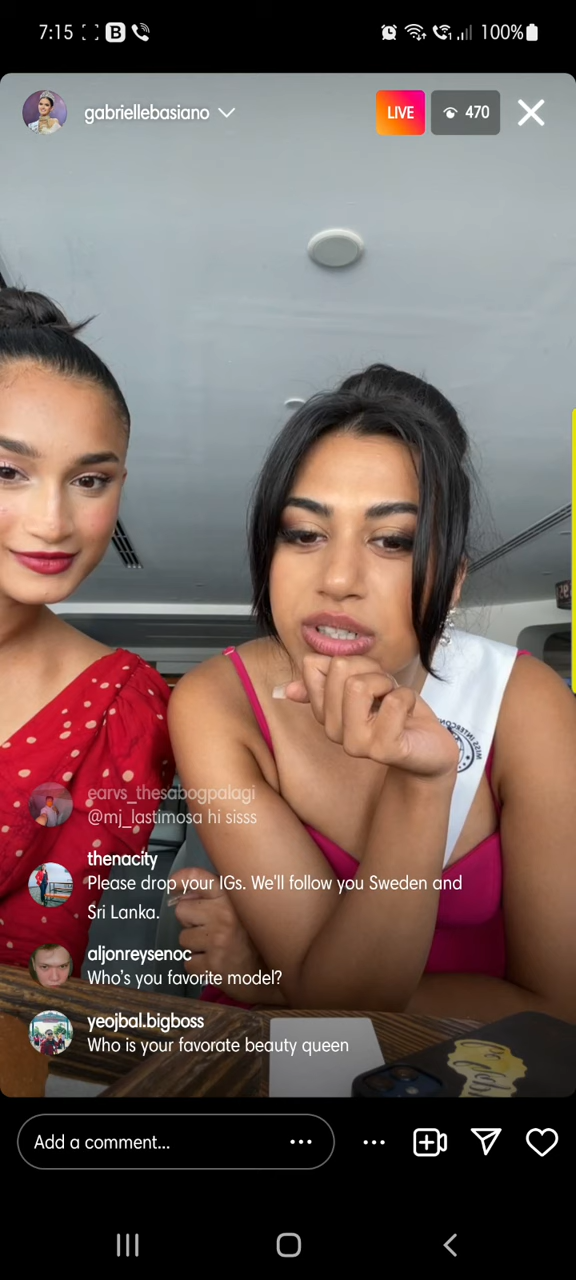 7:15
B
100%
gabriellebasiano
LIVE
470
earvs_thesabogpalagi
@mj_lastimosa hi sisss
thenacity
Please drop your IGs. We'll follow you Sweden and
Sri Lanka.
aljonreysenoc
Who's you favorite model?
yeojbal.bigboss
Who is your favorate beauty queen
Add a comment...